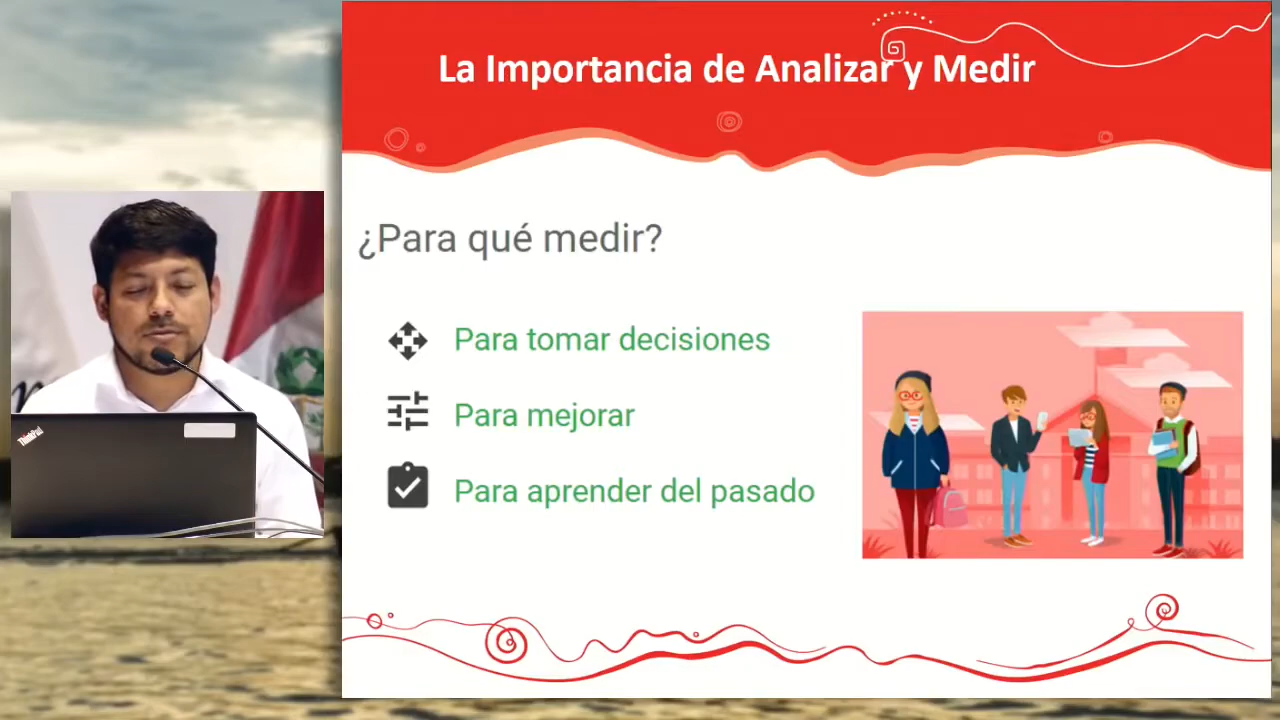 La Importancia de Analizar y Medir
¿Para qué medir?
Para tomar decisiones
Para mejorar
Para aprender del pasado
ThinkPad